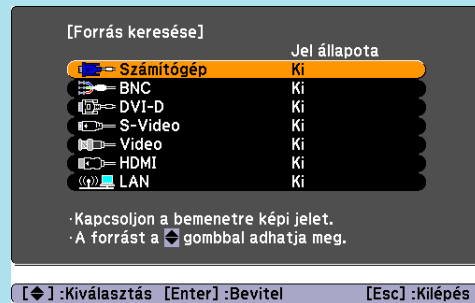 [Forrás keresése]
Jel állapota
Számítógép Ki
BNC Ki
DVI-D Ki
S-Video Ki
Video Ki
HDMI Ki
LAN Ki
·Kapcsoljon a bemenetre képi jelet.
·A forrást a gombbal adhatja meg.
[] :Kiválasztás [Enter] :Bevitel [Esc] :Kilépés